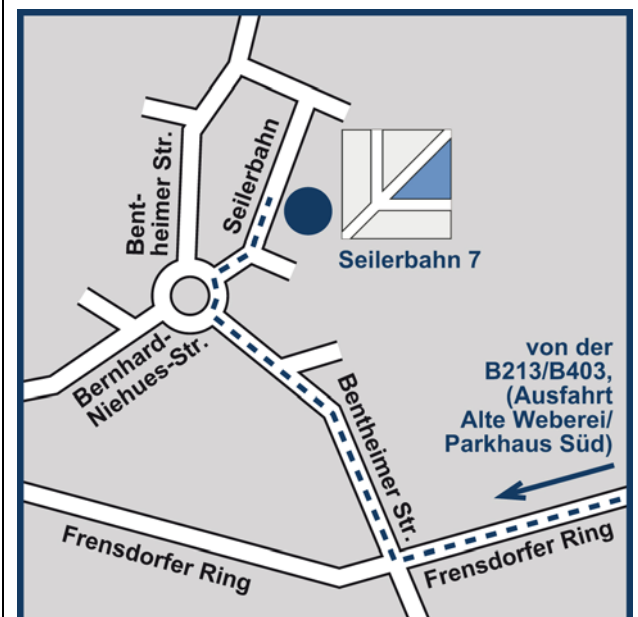 Bent-
heimer Str.
Seilerbahn
Seilerbahn 7
Bernhard-
Niehues-Str.
von der
B213/B403,
(Ausfahrt
Alte Weberei/
Parkhaus Süd)
Bentheimer Str.
Frensdorfer Ring
Frensdorfer Ring